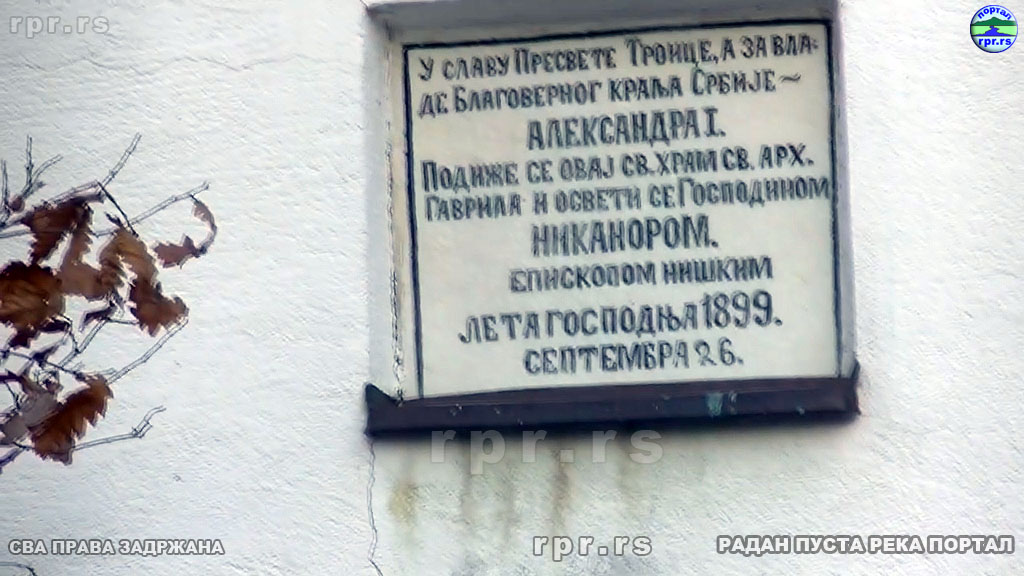 rpr.rs
портал
rpr.rs
У СЛАВУ ПРЕСВЕТЕ ТРОИЦЕ, А ЗА ВЛА-
ДЕ БЛАГОВЕРНОГ КРАЉА СРБИЈЕ ~
АЛЕКСАНДРА I.
ПОДИЖЕ СЕ ОВАЈ СВ. ХРАМ СВ. АРХ.
ГАВРИЛА И ОСВЕТИ СЕ ГОСПОДИНОМ
НИКАНОРОМ.
ЕПИСКОПОМ НИШКИМ
ЛЕТА ГОСПОДЊА 1899.
СЕПТЕМБРА 26.
rpr.rs
СВА ПРАВА ЗАДРЖАНА
rpr.rs
РАДАН ПУСТА РЕКА ПОРТАЛ